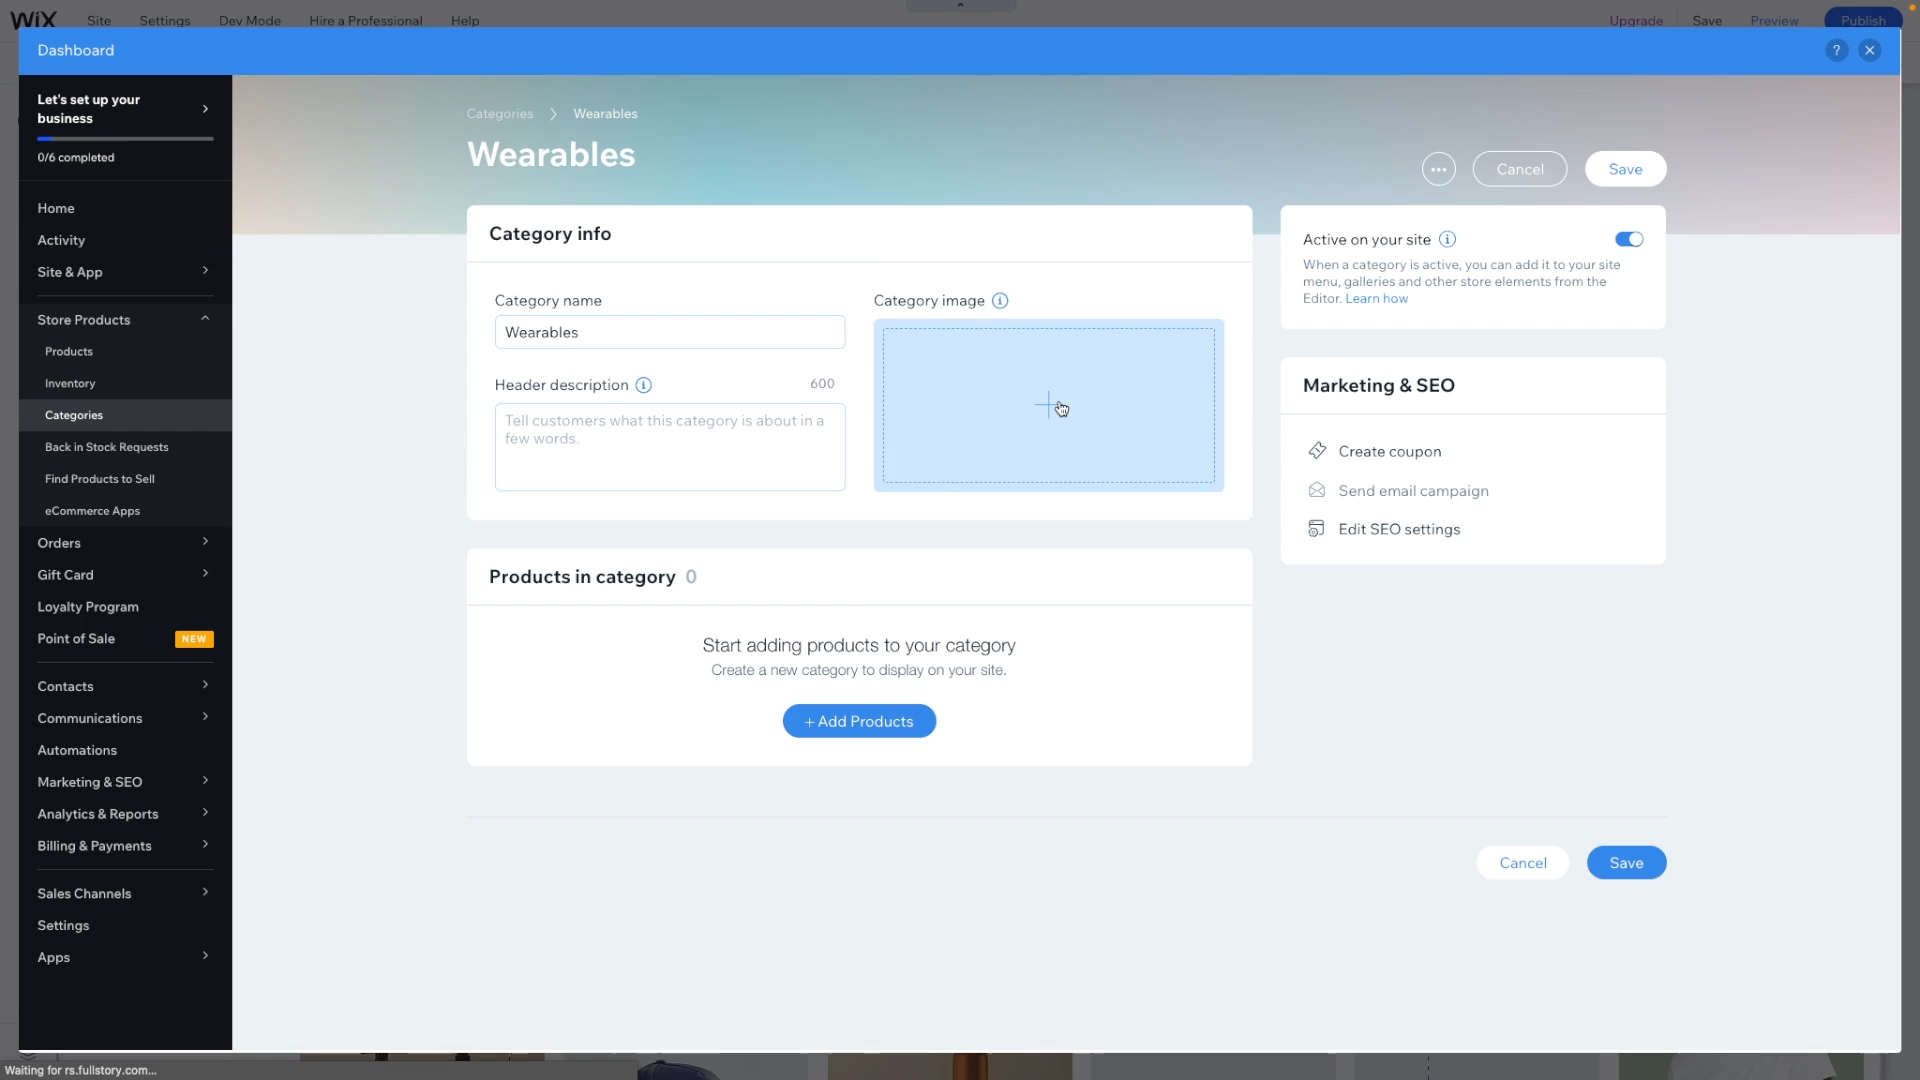 WiX
Site
Settings
Dev Mode
Hire a Professional
Help
Upgrade
Save
Preview
Publish
Dashboard
?
Let's set up your
business
0/6 completed
Home
Activity
Site & App
Store Products
Products
Inventory
Categories
Back in Stock Requests
Find Products to Sell
eCommerce Apps
Orders
Gift Card
Loyalty Program
Point of Sale
NEW
Contacts
Communications
Automations
Marketing & SEO
Analytics & Reports
Billing & Payments
Sales Channels
Settings
Apps
Categories
Wearables
Wearables
Cancel
Save
Category info
Category name
Wearables
Header description
600
Tell customers what this category is about in a
few words.
Category image
Products in category 0
Start adding products to your category
Create a new category to display on your site.
+ Add Products
Active on your site
When a category is active, you can add it to your site
menu, galleries and other store elements from the
Editor. Learn how
Marketing & SEO
Create coupon
Send email campaign
Edit SEO settings
Cancel
Save
Waiting for rs.fullstory.com...